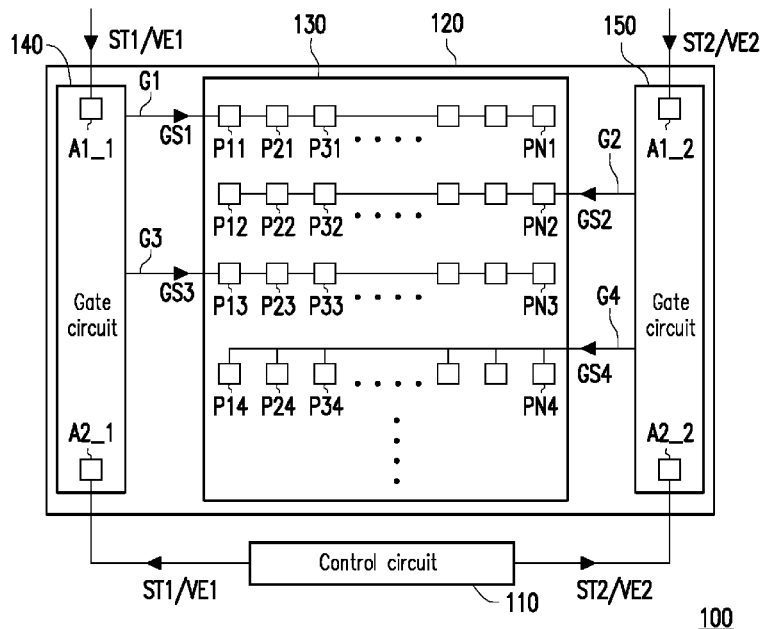 140
ST1/VE1
130
120
150
ST2/VE2
G1
A1_1
GS1
P11 P21 P31 PN1
G2
A1_2
P12 P22 P32 PN2
GS2
G3
GS3
P13 P23 P33 PN3
G4
Gate
circuit
Gate
circuit
GS4
P14 P24 P34 PN4
A2_1
A2_2
Control circuit
ST1/VE1
110
ST2/VE2
100